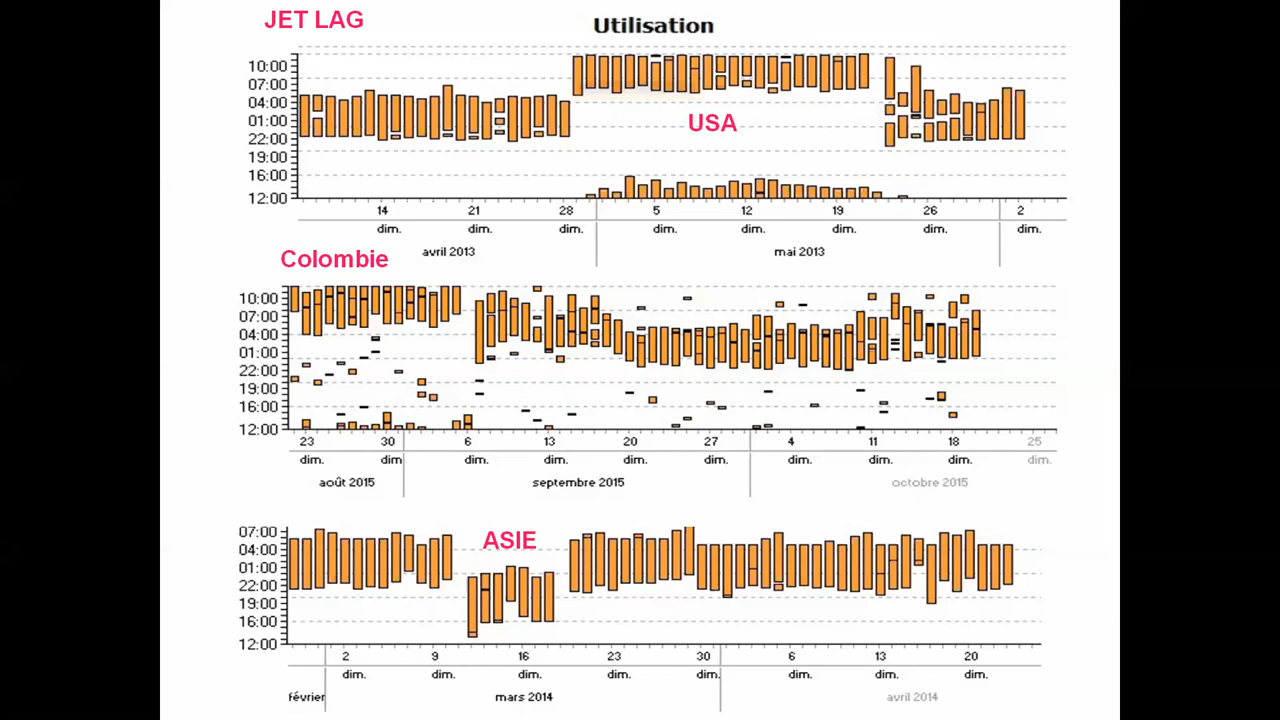 JET LAG
Utilisation
10:00
07:00
04:00
01:00
22:00
19:00
16:00
12:00
USA
14 21 28 5 12 19 26 2
dim. dim. dim. dim. dim. dim. dim. dim.
avril 2013 mai 2013
Colombie
10:00
07:00
04:00
01:00
22:00
19:00
16:00
12:00
23 30 6 13 20 27 4 11 18 25
dim. dim dim. dim. dim. dim. dim. dim. dim. dim.
août 2015 septembre 2015 octobre 2015
ASIE
07:00
04:00
01:00
22:00
19:00
16:00
12:00
2 9 16 23 30 6 13 20
dim. dim. dim. dim. dim. dim. dim. dim.
février mars 2014 avril 2014